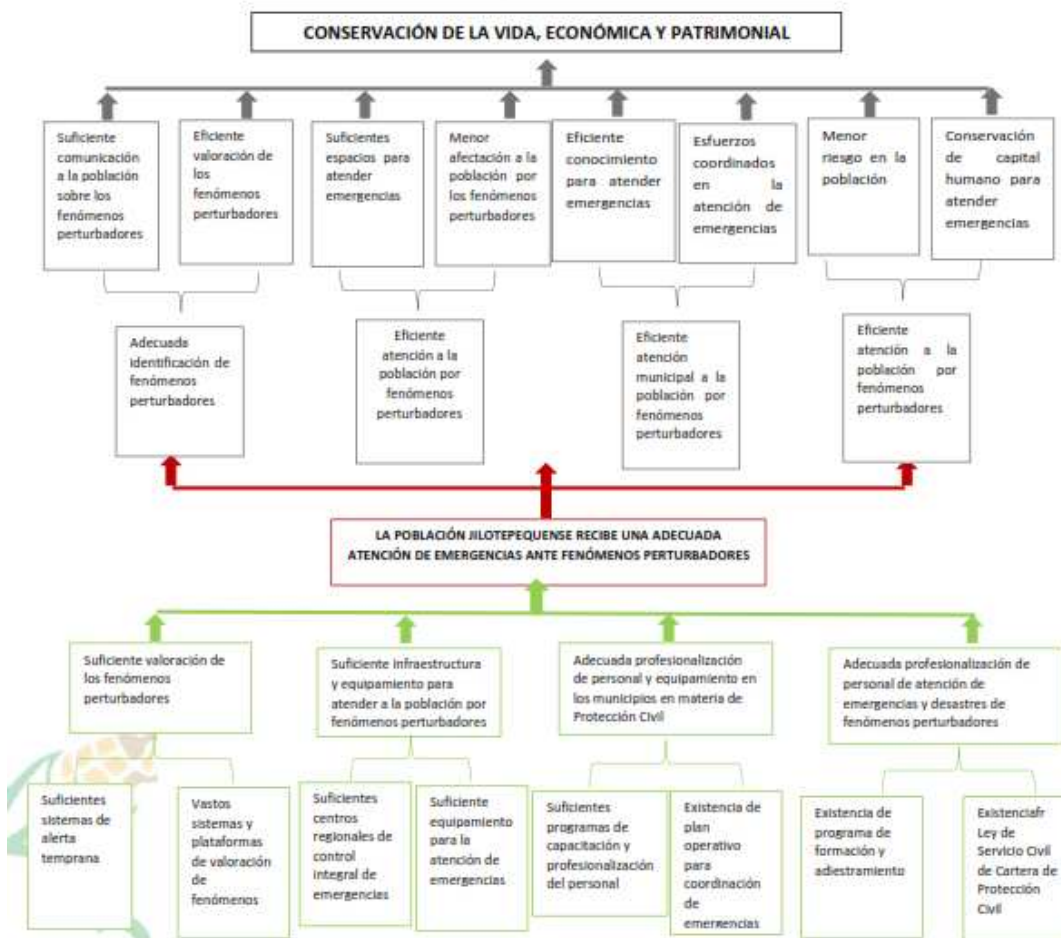 CONSERVACIÓN DE LA VIDA, ECONÓMICA Y PATRIMONIAL
Suficiente
comunicación
a la población
sobre los
fenómenos
perturbadores
Eficiente
valoración de
los
fenómenos
perturbadores
Suficientes
espacios para
atender
emergencias
Menor
afectación a la
población por
los fenómenos
perturbadores
Eficiente
conocimiento
para atender
emergencias
Esfuerzos
coordinados
en la
atención de
emergencias
Menor
riesgo en la
población
Conservación
de capital
humano para
atender
emergencias
Adecuada
identificación de
fenómenos
perturbadores
Eficiente
atención a la
población por
fenómenos
perturbadores
Eficiente
atención
municipal a la
población por
fenómenos
perturbadores
Eficiente
atención a la
población por
fenómenos
perturbadores
LA POBLACIÓN JILOTEPEQUENSE RECIBE UNA ADECUADA
ATENCIÓN DE EMERGENCIAS ANTE FENÓMENOS PERTURBADORES
Suficiente valoración de
los fenómenos
perturbadores
Suficiente infraestructura
y equipamiento para
atender a la población por
fenómenos perturbadores
Adecuada profesionalización
de personal y equipamiento en
los municipios en materia de
Protección Civil
Adecuada profesionalización de
personal de atención de
emergencias y desastres de
fenómenos perturbadores
Suficientes
sistemas de
alerta
temprana
Vastos
sistemas y
plataformas
de valoración
de
fenómenos
Suficientes
centros
regionales de
control
integral de
emergencias
Suficiente
equipamiento
para la
atención de
emergencias
Suficientes
programas de
capacitación y
profesionalización
del personal
Existencia de
plan
operativo
para
coordinación
de
emergencias
Existencia de
programa de
formación y
adiestramiento
Existenciafr
Ley de
Servicio Civil
de Cartera de
Protección
Civil